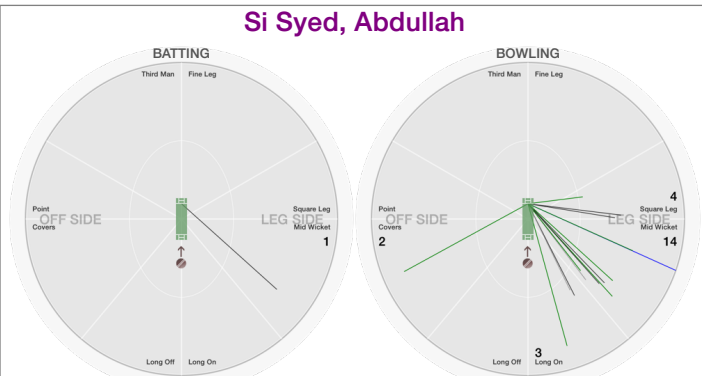 Si Syed, Abdullah
BATTING
Third Man Fine Leg
Point Square Leg
OFF SIDE LEG SIDE
Covers Mid Wicket
1
Long Off Long On
BOWLING
Third Man Fine Leg
4
Point Square Leg
OFF SIDE LEG SIDE
Covers Mid Wicket
2 14
3
Long Off Long On